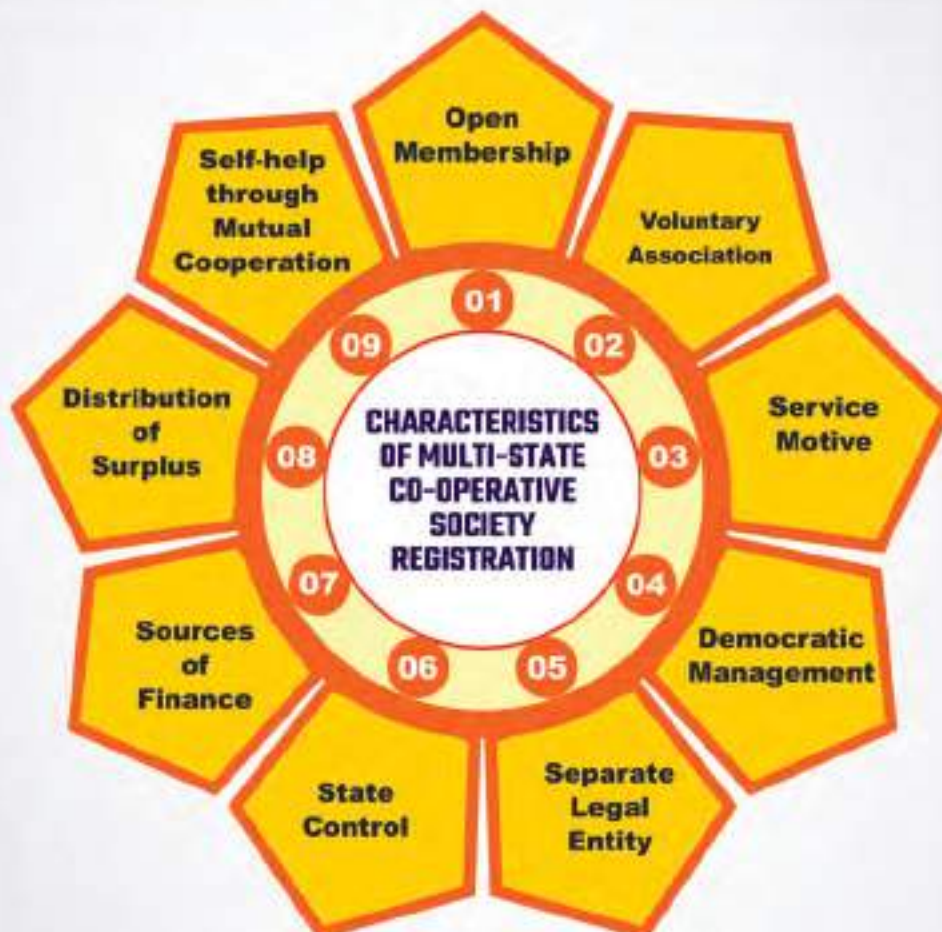 CHARACTERISTICS
OF MULTI-STATE
CO-OPERATIVE
SOCIETY
REGISTRATION
01
Open
Membership
02
Voluntary
Association
03
Service
Motive
04
Democratic
Management
05
Separate
Legal
Entity
06
State
Control
07
Sources
of
Finance
08
Distribution
of
Surplus
09
Self-help
through
Mutual
Cooperation